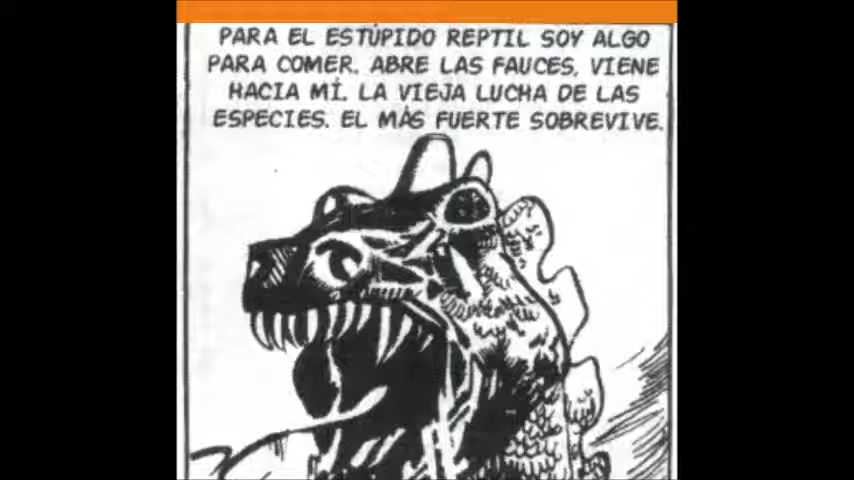 PARA EL ESTÚPIDO REPTIL SOY ALGO
PARA COMER. ABRE LAS FAUCES, VIENE
HACIA MÍ. LA VIEJA LUCHA DE LAS
ESPECIES. EL MÁS FUERTE SOBREVIVE.